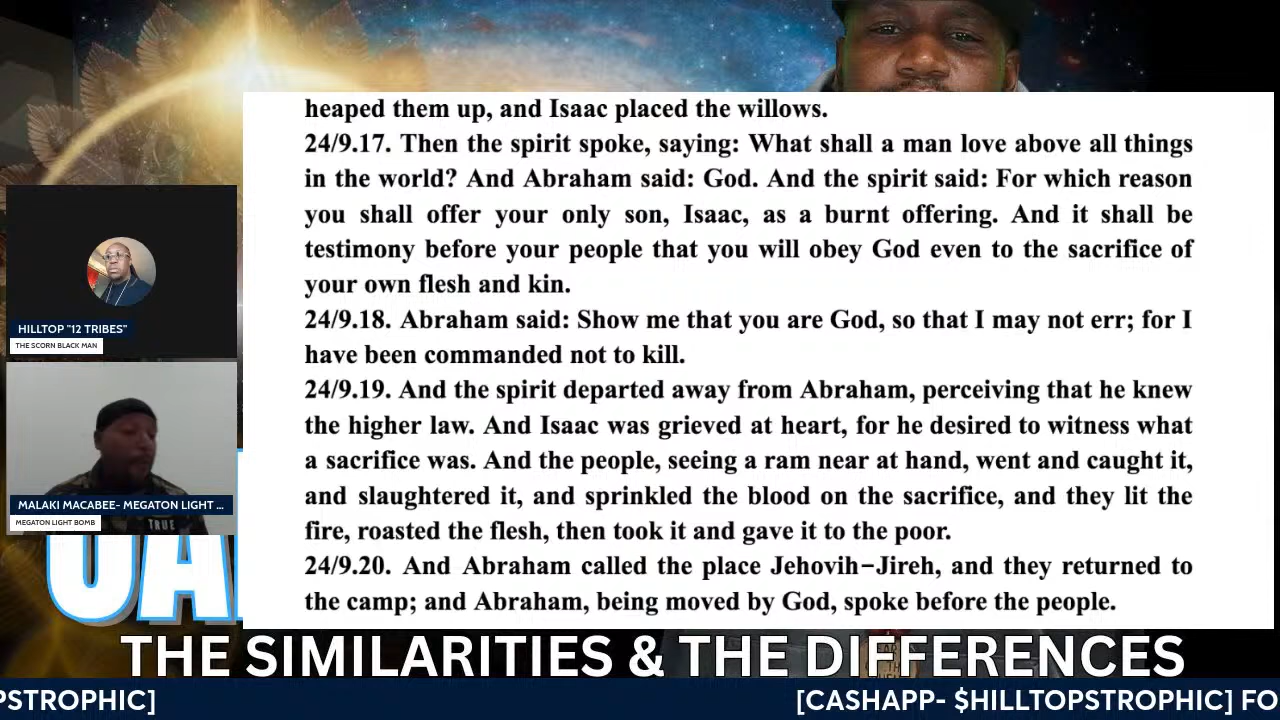 heaped them up, and Isaac placed the willows.
24/9.17. Then the spirit spoke, saying: What shall a man love above all things
in the world? And Abraham said: God. And the spirit said: For which reason
you shall offer your only son, Isaac, as a burnt offering. And it shall be
testimony before your people that you will obey God even to the sacrifice of
your own flesh and kin.
24/9.18. Abraham said: Show me that you are God, so that I may not err; for I
have been commanded not to kill.
24/9.19. And the spirit departed away from Abraham, perceiving that he knew
the higher law. And Isaac was grieved at heart, for he desired to witness what
a sacrifice was. And the people, seeing a ram near at hand, went and caught it,
and slaughtered it, and sprinkled the blood on the sacrifice, and they lit the
fire, roasted the flesh, then took it and gave it to the poor.
24/9.20. And Abraham called the place Jehovih–Jireh, and they returned to
the camp; and Abraham, being moved by God, spoke before the people.
HILLTOP "12 TRIBES"
THE SCORN BLACK MAN
MALAKI MACABEE- MEGATON LIGHT ...
MEGATON LIGHT BOMB
TRUE
THE SIMILARITIES & THE DIFFERENCES
PSTROPHIC]
[CASHAPP- $HILLTOPSTROPHIC] FO